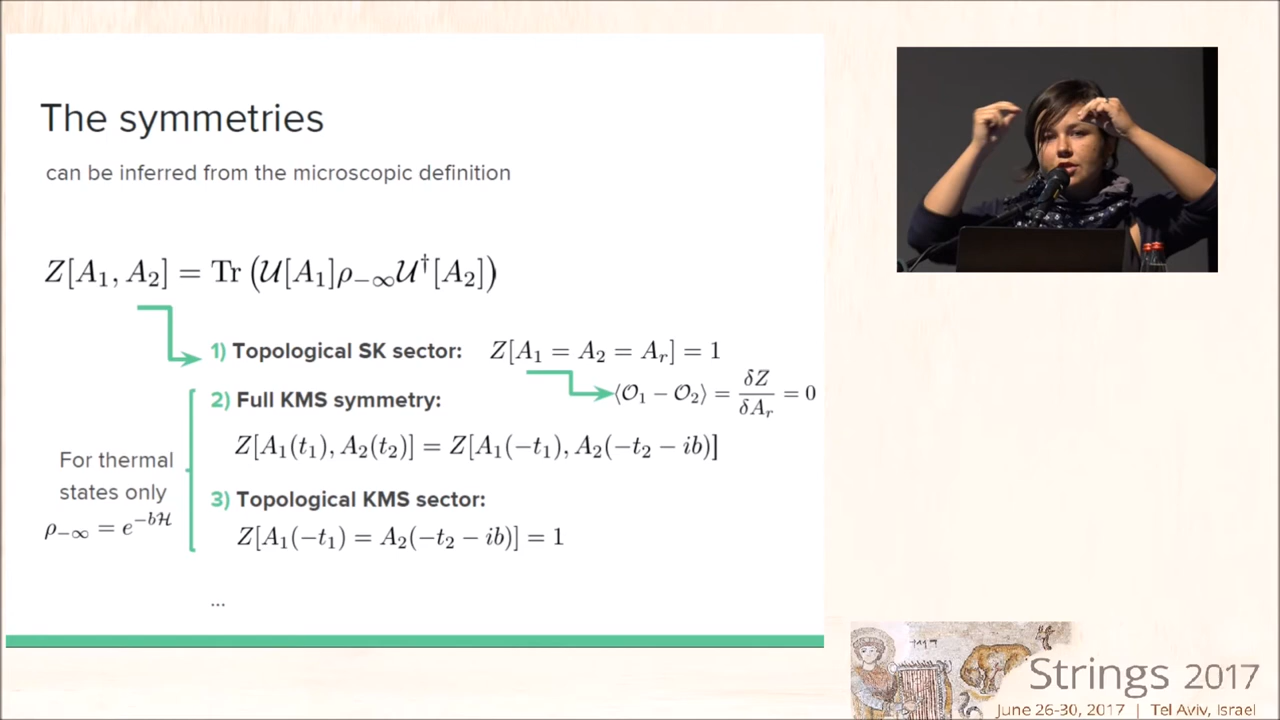 The symmetries
can be inferred from the microscopic definition
Z[A₁, A₂] = Tr (𝒰[A₁]ρ₋∞𝒰†[A₂])
1) Topological SK sector: Z[A₁ = A₂ = Aᵣ] = 1
⟨𝒪₁ − 𝒪₂⟩ = δZ/δAᵣ = 0
2) Full KMS symmetry:
Z[A₁(t₁), A₂(t₂)] = Z[A₁(−t₁), A₂(−t₂ − ib)]
For thermal
states only
ρ₋∞ = e^{−bℋ}
3) Topological KMS sector:
Z[A₁(−t₁) = A₂(−t₂ − ib)] = 1
...
Strings 2017
June 26-30, 2017 | Tel Aviv, Israel